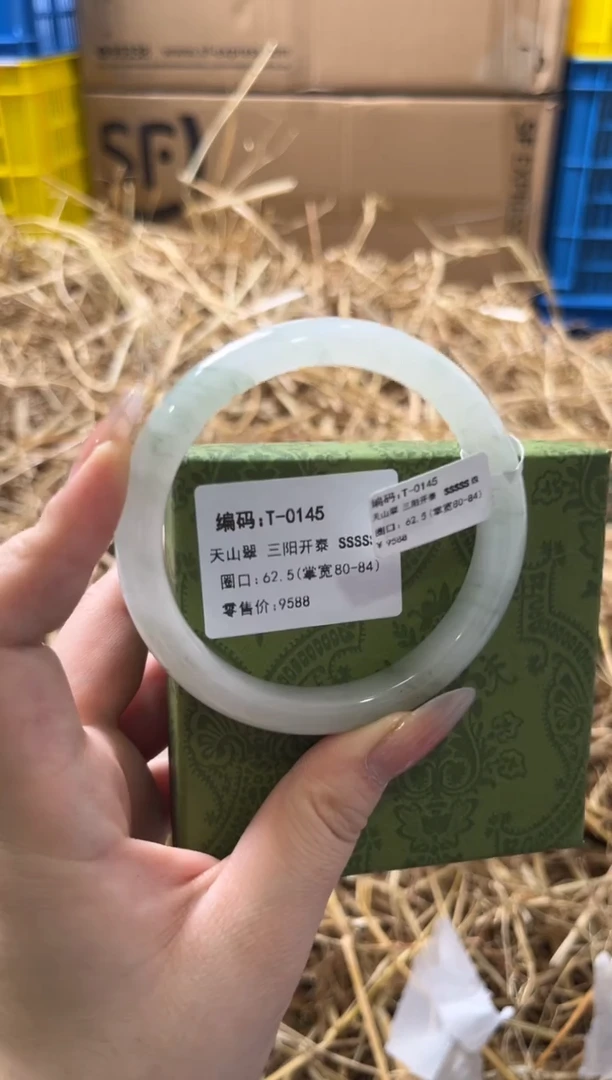 SF
编码:T-0145
天山翠 三阳开泰 SSSS
圈口:62.5(掌宽80-84)
零售价:9588
编码:T-0145
天山翠 三阳开泰 SSSSS
圈口:62.5(掌宽80-84)
￥9588